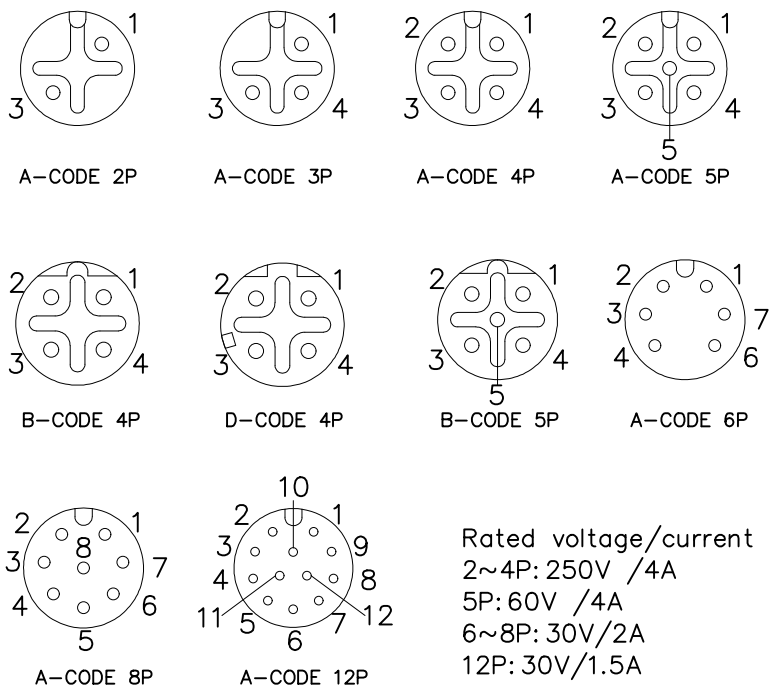 1
3
A-CODE 2P
1
3 4
A-CODE 3P
2 1
3 4
A-CODE 4P
2 1
3 4
5
A-CODE 5P
2 1
3 4
B-CODE 4P
2 1
3 4
D-CODE 4P
2 1
3 4
5
B-CODE 5P
2 1
3 7
4 6
A-CODE 6P
2 1
8
3 7
4 6
5
A-CODE 8P
10
2 1
3 9
4 8
11 12
5 7
6
A-CODE 12P
Rated voltage/current
2~4P: 250V /4A
5P: 60V /4A
6~8P: 30V/2A
12P: 30V/1.5A